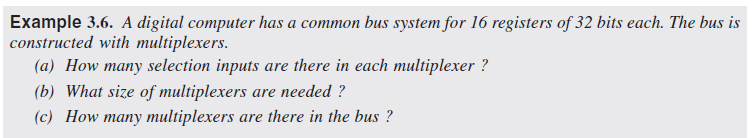 Example 3.6. A digital computer has a common bus system for 16 registers of 32 bits each. The bus is
constructed with multiplexers.
(a) How many selection inputs are there in each multiplexer ?
(b) What size of multiplexers are needed ?
(c) How many multiplexers are there in the bus ?